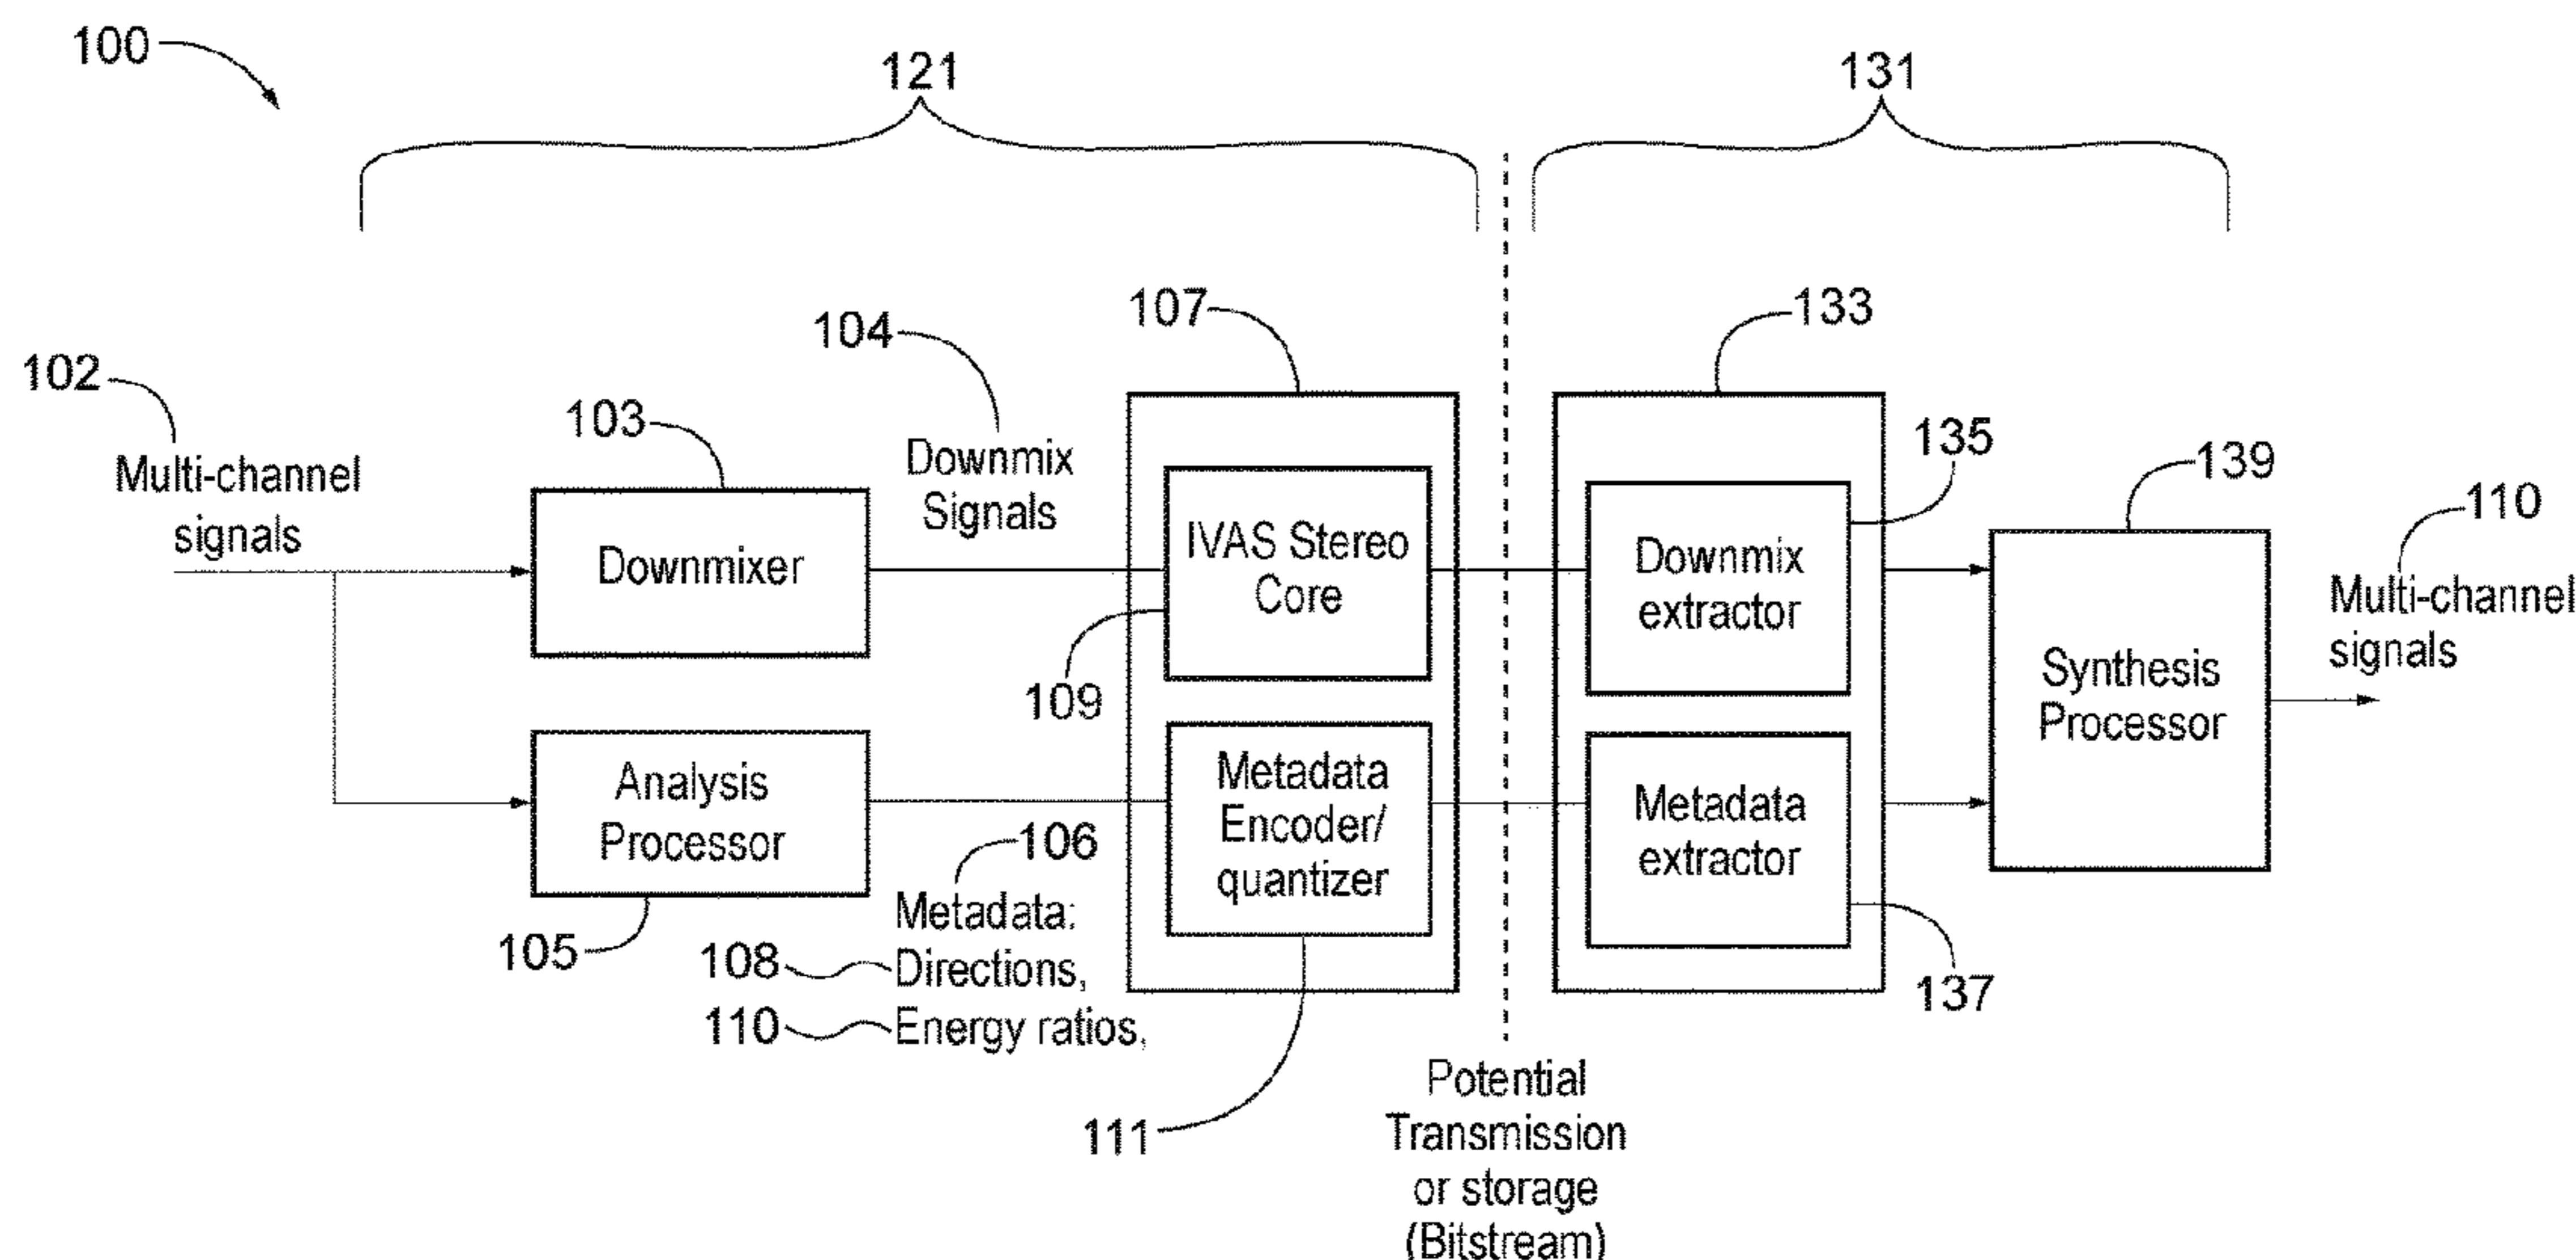 100
121
131
107
133
104
102
103
135
139
110
Multi-channel
signals
Downmix
Signals
Downmixer
IVAS Stereo
Core
109
Downmix
extractor
Synthesis
Processor
Multi-channel
signals
Analysis
Processor
105
106
Metadata:
108
Directions,
110
Energy ratios,
Metadata
Encoder/
quantizer
111
Metadata
extractor
137
Potential
Transmission
or storage
(Bitstream)